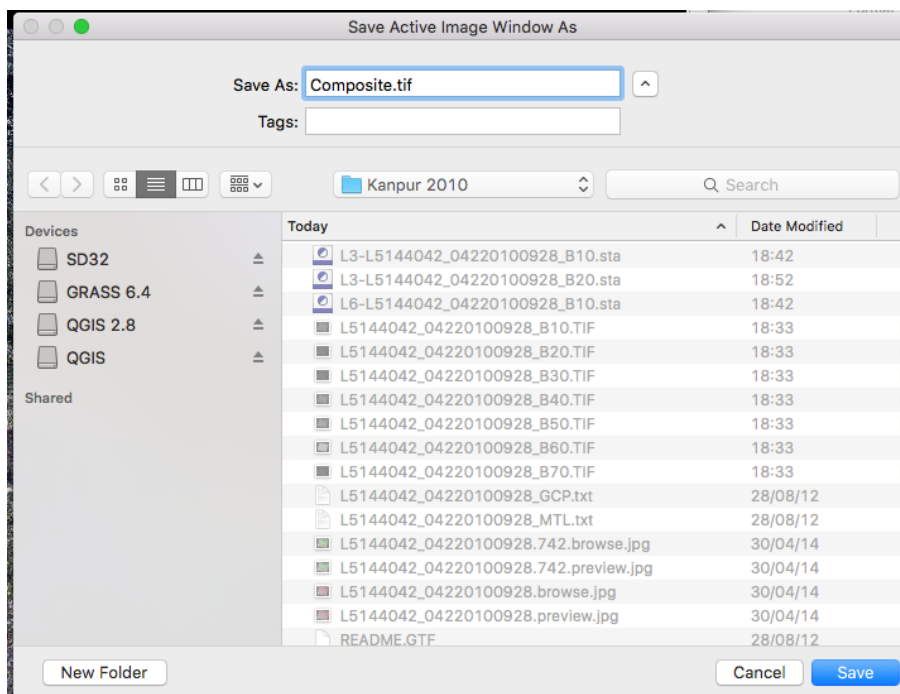 Save Active Image Window As
Save As: Composite.tif
Tags:
Kanpur 2010
Search
Devices
SD32
GRASS 6.4
QGIS 2.8
QGIS
Shared
Today Date Modified
L3-L5144042_04220100928_B10.sta 18:42
L3-L5144042_04220100928_B20.sta 18:52
L6-L5144042_04220100928_B10.sta 18:42
L5144042_04220100928_B10.TIF 18:33
L5144042_04220100928_B20.TIF 18:33
L5144042_04220100928_B30.TIF 18:33
L5144042_04220100928_B40.TIF 18:33
L5144042_04220100928_B50.TIF 18:33
L5144042_04220100928_B60.TIF 18:33
L5144042_04220100928_B70.TIF 18:33
L5144042_04220100928_GCP.txt 28/08/12
L5144042_04220100928_MTL.txt 28/08/12
L5144042_04220100928.742.browse.jpg 30/04/14
L5144042_04220100928.742.preview.jpg 30/04/14
L5144042_04220100928.browse.jpg 30/04/14
L5144042_04220100928.preview.jpg 30/04/14
README.GTF 28/08/12
New Folder Cancel Save